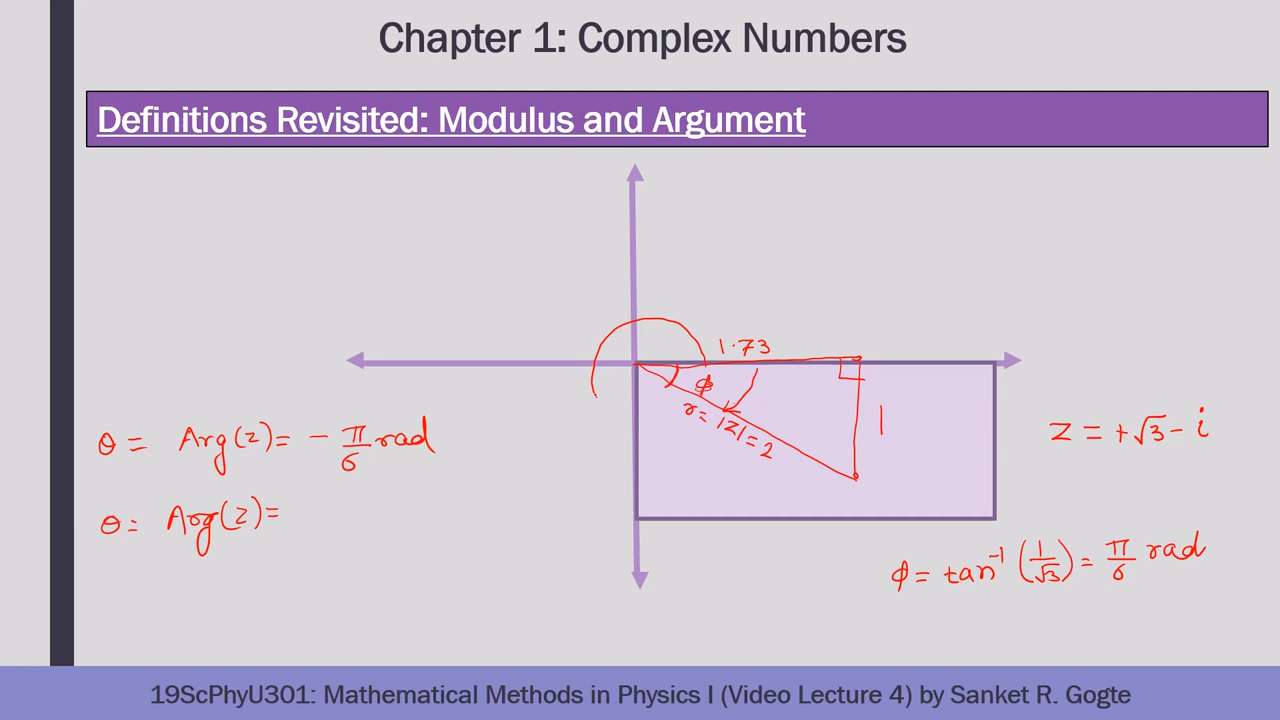 Chapter 1: Complex Numbers
Definitions Revisited: Modulus and Argument
1.73
ϕ
r = |z| = 2
1
θ = Arg(z) = - π/6 rad
z = +√3 - i
θ = Arg(z) =
ϕ = tan⁻¹ (1/√3) = π/6 rad
19ScPhyU301: Mathematical Methods in Physics I (Video Lecture 4) by Sanket R. Gogte